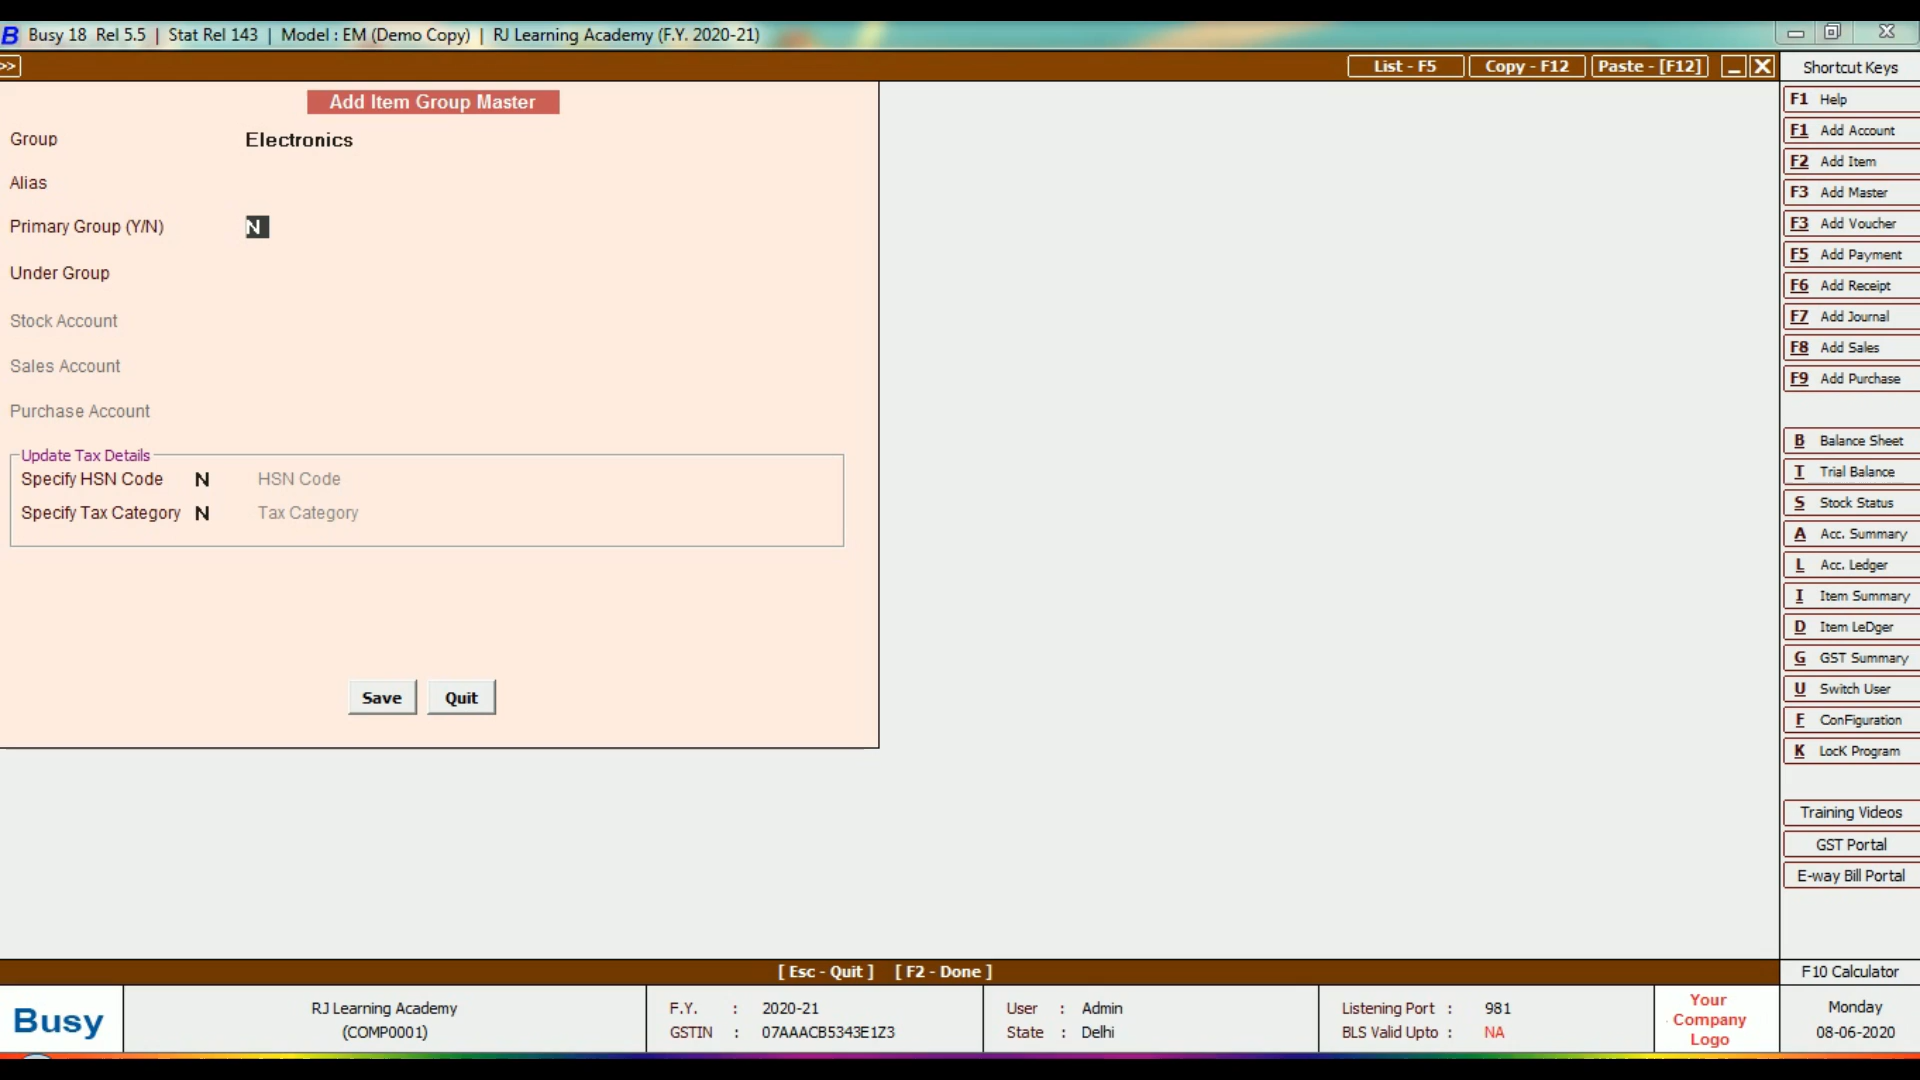 B Busy 18 Rel 5.5 | Stat Rel 143 | Model : EM (Demo Copy) | RJ Learning Academy (F.Y. 2020-21)
>> List - F5 Copy - F12 Paste - [F12] Shortcut Keys
Add Item Group Master
Group Electronics
Alias
Primary Group (Y/N) N
Under Group
Stock Account
Sales Account
Purchase Account
Update Tax Details
Specify HSN Code N HSN Code
Specify Tax Category N Tax Category
Save Quit
F1 Help
F1 Add Account
F2 Add Item
F3 Add Master
F3 Add Voucher
F5 Add Payment
F6 Add Receipt
F7 Add Journal
F8 Add Sales
F9 Add Purchase
B Balance Sheet
T Trial Balance
S Stock Status
A Acc. Summary
L Acc. Ledger
I Item Summary
D Item LeDger
G GST Summary
U Switch User
F ConFiguration
K LocK Program
Training Videos
GST Portal
E-way Bill Portal
[ Esc - Quit ] [ F2 - Done ] F10 Calculator
Busy
RJ Learning Academy
(COMP0001)
F.Y. : 2020-21
GSTIN : 07AAACB5343E1Z3
User : Admin
State : Delhi
Listening Port : 981
BLS Valid Upto : NA
Your
Company
Logo
Monday
08-06-2020